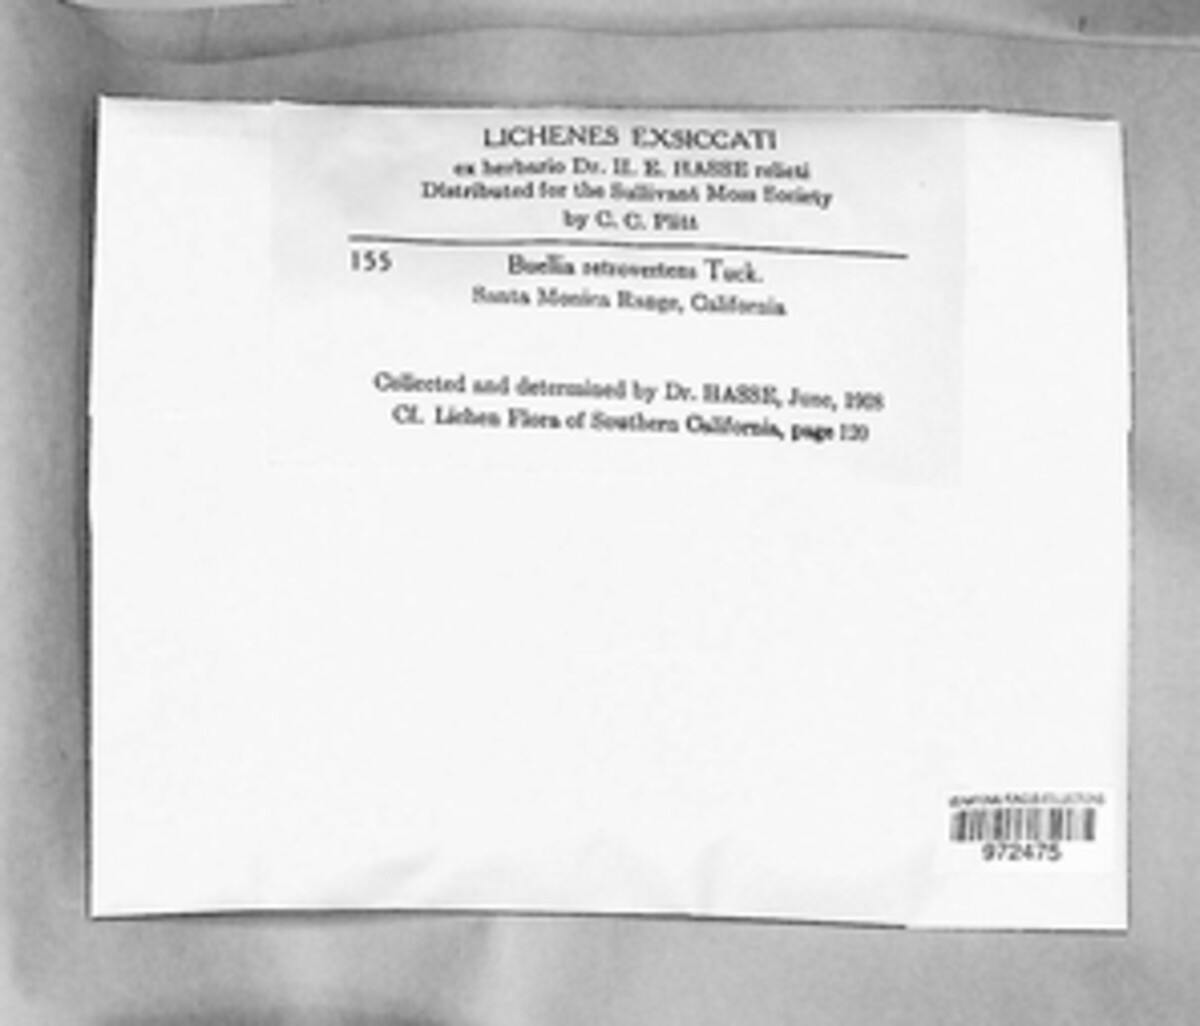 LICHENES EXSICCATI
ex herbario Dr. H. E. HASSE relicti
Distributed for the Sullivant Moss Society
by C. C. Plitt
155 Buellia retrovertens Tuck.
Santa Monica Range, California
Collected and determined by Dr. HASSE, June,
Cf. Lichen Flora of Southern California, page 120
972475